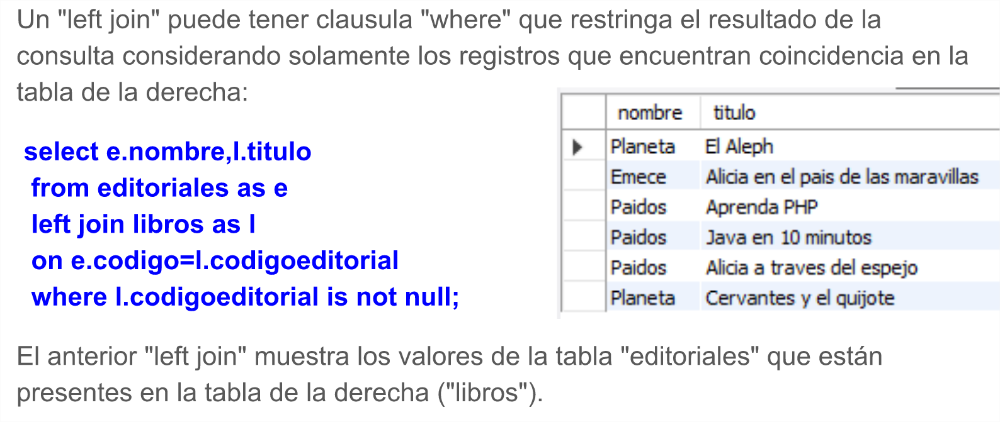 Un "left join" puede tener clausula "where" que restringa el resultado de la
consulta considerando solamente los registros que encuentran coincidencia en la
tabla de la derecha:
select e.nombre,l.titulo
from editoriales as e
left join libros as l
on e.codigo=l.codigoeditorial
where l.codigoeditorial is not null;
nombre titulo
Planeta El Aleph
Emece Alicia en el pais de las maravillas
Paidos Aprenda PHP
Paidos Java en 10 minutos
Paidos Alicia a traves del espejo
Planeta Cervantes y el quijote
El anterior "left join" muestra los valores de la tabla "editoriales" que están
presentes en la tabla de la derecha ("libros").